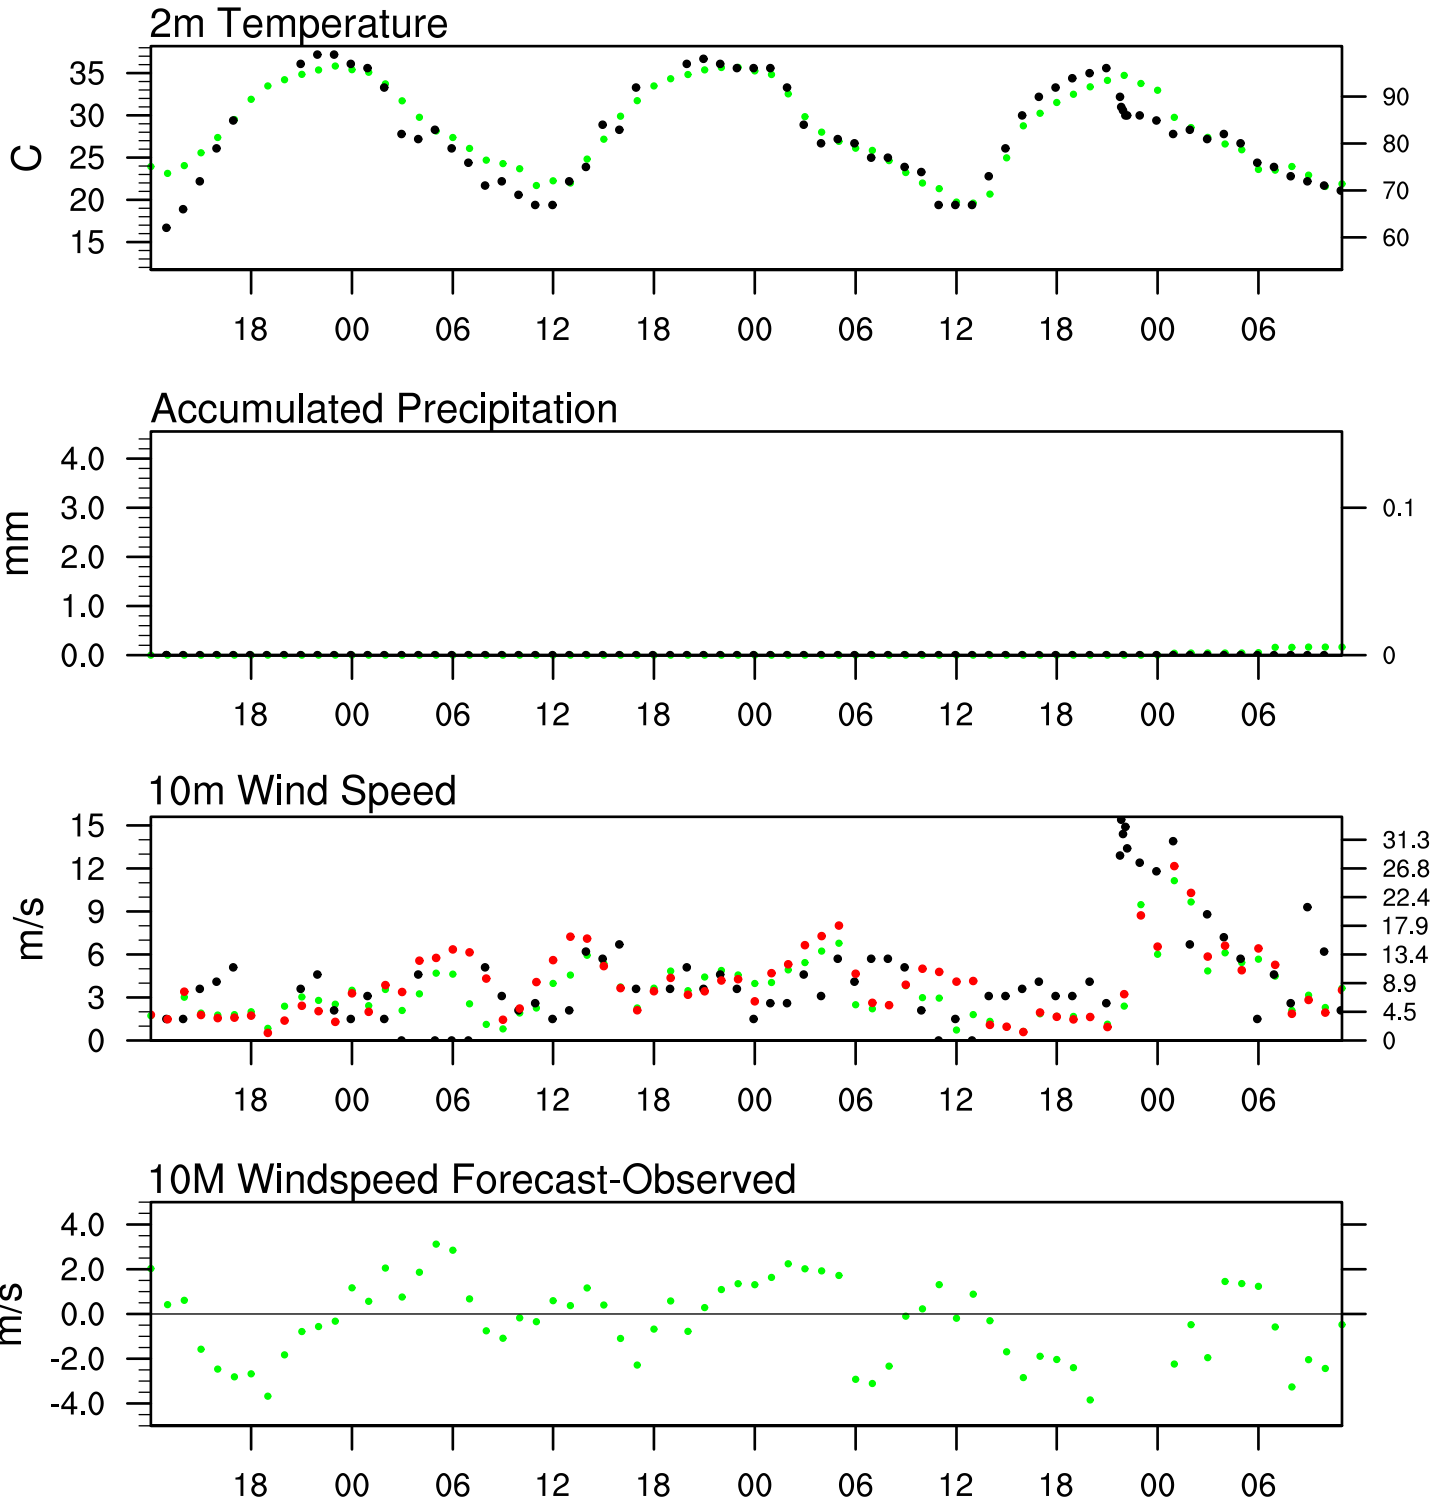 2m Temperature
35
30
25
20
15
C
90
80
70
60
18 00 06 12 18 00 06 12 18 00 06
Accumulated Precipitation
4.0
3.0
2.0
1.0
0.0
mm
0.1
0
18 00 06 12 18 00 06 12 18 00 06
10m Wind Speed
15
12
9
6
3
0
m/s
31.3
26.8
22.4
17.9
13.4
8.9
4.5
0
18 00 06 12 18 00 06 12 18 00 06
10M Windspeed Forecast-Observed
4.0
2.0
0.0
-2.0
-4.0
m/s
18 00 06 12 18 00 06 12 18 00 06